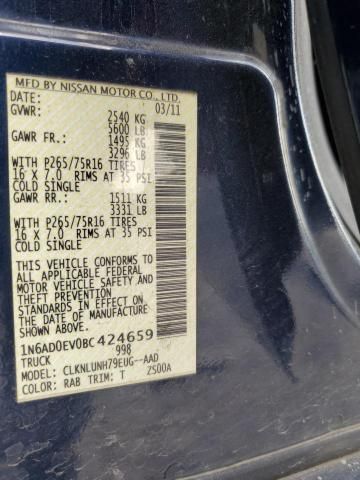 MFD BY NISSAN MOTOR CO., LTD.
DATE: 03/11
GVWR: 2540 KG
5600 LB
GAWR FR.: 1495 KG
3296 LB
WITH P265/75R16 TIRES
16 X 7.0 RIMS AT 35 PSI
COLD SINGLE
GAWR RR.: 1511 KG
3331 LB
WITH P265/75R16 TIRES
16 X 7.0 RIMS AT 35 PSI
COLD SINGLE
THIS VEHICLE CONFORMS TO
ALL APPLICABLE FEDERAL
MOTOR VEHICLE SAFETY
STANDARDS IN EFFECT ON
THE DATE OF MANUFACTURE
SHOWN ABOVE.
1N6AD0EV0BC424659
TRUCK 998
MODEL: CLKNLUNH79EUG--AAD
COLOR: RAB TRIM: T ZS00A